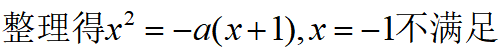 整理得x² = −a(x+1), x = −1不满足